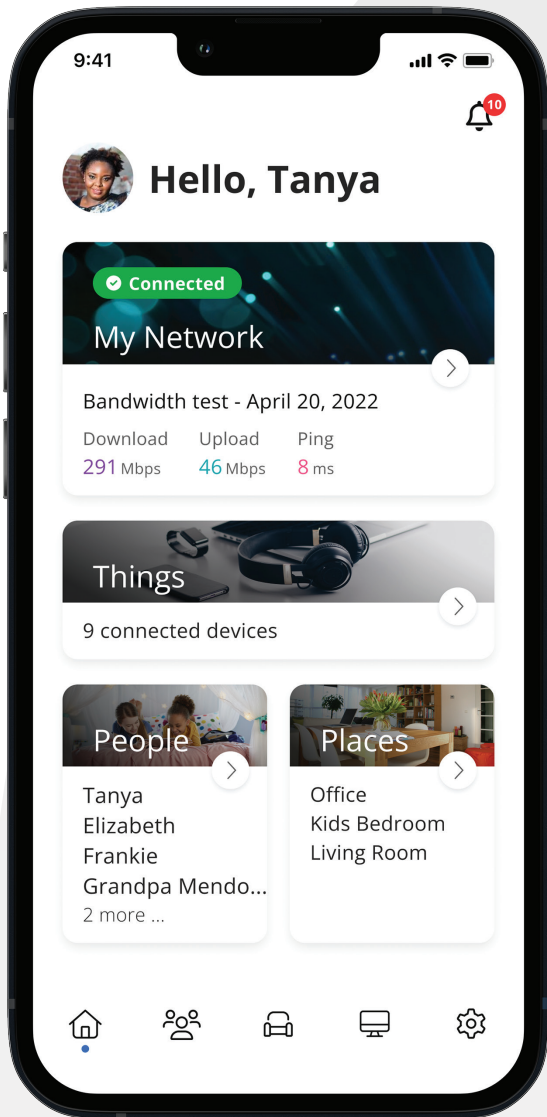 9:41
10
Hello, Tanya
Connected
My Network
Bandwidth test - April 20, 2022
Download Upload Ping
291 Mbps 46 Mbps 8 ms
Things
9 connected devices
People
Tanya
Elizabeth
Frankie
Grandpa Mendo...
2 more ...
Places
Office
Kids Bedroom
Living Room